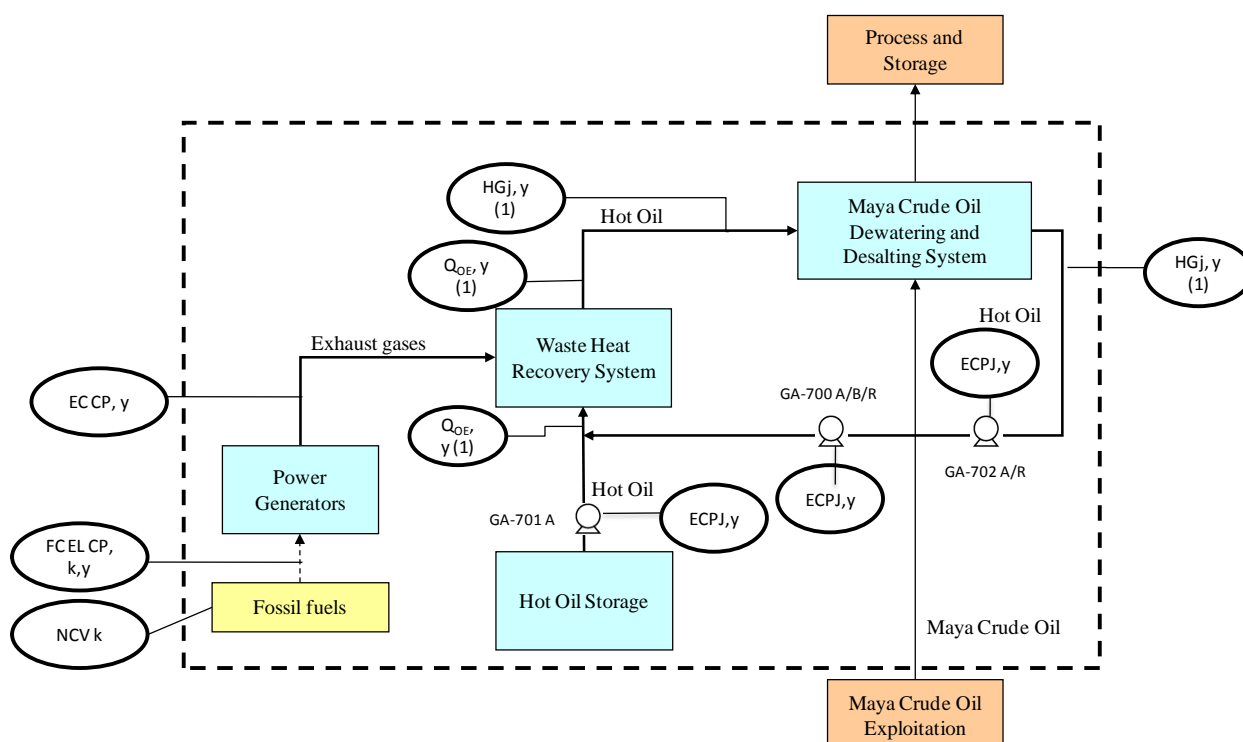 Process and
Storage
HGj, y
(1)
Hot Oil
Maya Crude Oil
Dewatering and
Desalting System
QOE, y
(1)
HGj, y
(1)
Hot Oil
Exhaust gases
Waste Heat
Recovery System
ECPJ,y
EC CP, y
GA-700 A/B/R
QOE,
y (1)
GA-702 A/R
Power
Generators
Hot Oil
ECPJ,y
GA-701 A
ECPJ,y
FC EL CP,
k,y
Fossil fuels
Hot Oil Storage
NCV k
Maya Crude Oil
Maya Crude Oil
Exploitation